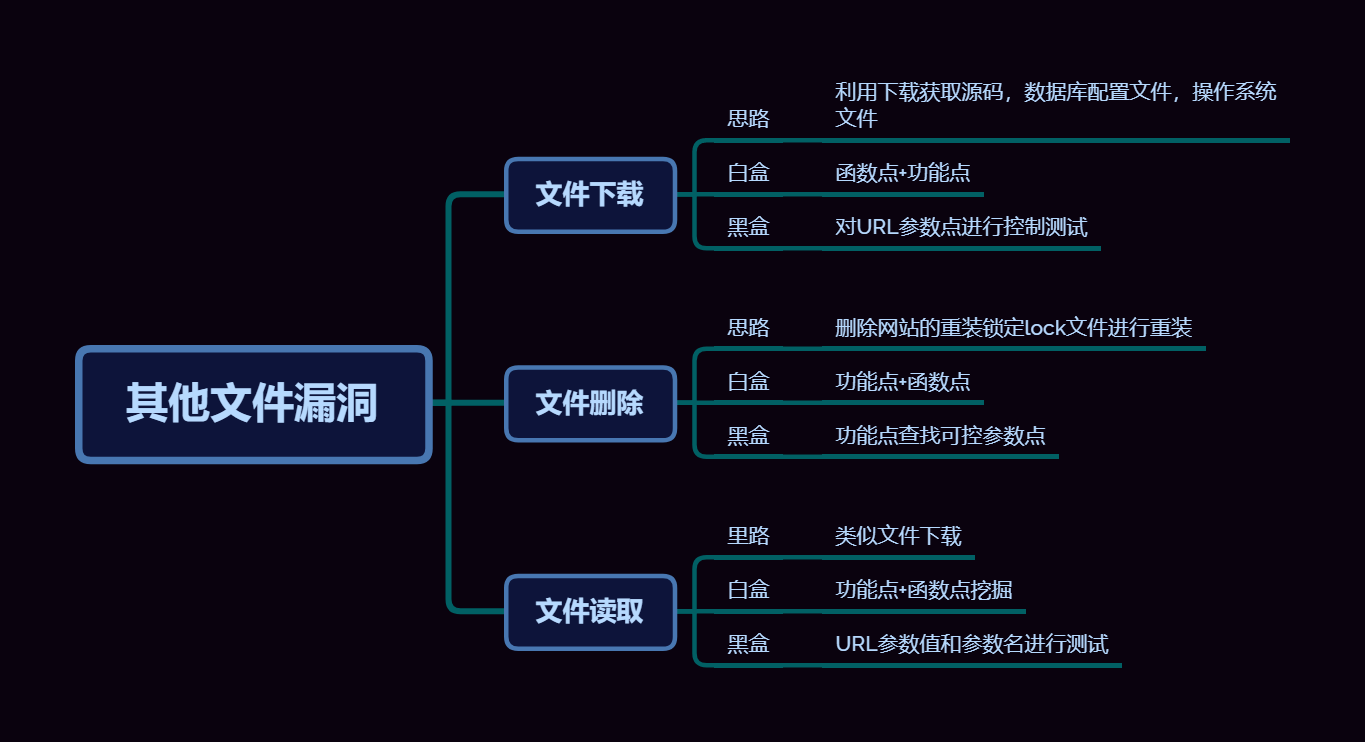 其他文件漏洞
文件下载
思路
利用下载获取源码，数据库配置文件，操作系统
文件
白盒
函数点+功能点
黑盒
对URL参数点进行控制测试
文件删除
思路
删除网站的重装锁定lock文件进行重装
白盒
功能点+函数点
黑盒
功能点查找可控参数点
文件读取
里路
类似文件下载
白盒
功能点+函数点挖掘
黑盒
URL参数值和参数名进行测试